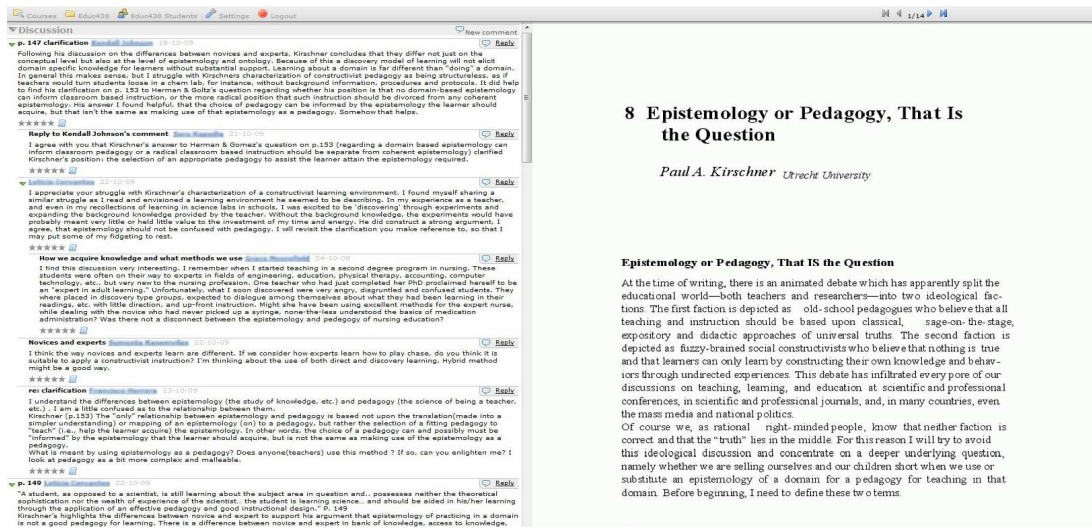 Courses Educ438 Educ438 Students Settings Logout
1/14
Discussion
New comment
p. 147 clarification 18-10-09 Reply
Following his discussion on the differences between novices and experts, Kirschner concludes that they differ not just on the
conceptual level but also at the level of epistemology and ontology. Because of this a discovery model of learning will not elicit
domain specific knowledge for learners without substantial support. Learning about a domain is far different than "doing" a domain.
In general this makes sense, but I struggle with Kirschners characterization of constructivist pedagogy as being structureless, as if
teachers would turn students loose in a chem lab, for instance, without background information, procedures and protocols. It did help
to find his clarification on p. 153 to Herman & Goltz's question regarding whether his position is that no domain-based epistemology
can inform classroom based instruction, or the more radical position that such instruction should be divorced from any coherent
epistemology. His answer I found helpful, that the choice of pedagogy can be informed by the epistemology the learner should
acquire, but that isn't the same as making use of that epistemology as a pedagogy. Somehow that helps.
Reply to Kendall Johnson's comment 21-10-09 Reply
I agree with you that Kirschner's answer to Herman & Gomez's question on p.153 (regarding a domain based epistemology can
inform classroom pedagogy or a radical classroom based instruction should be separate from coherent epistemology) clarified
Kirschner's position: the selection of an appropriate pedagogy to assist the learner attain the epistemology required.
22-10-09 Reply
I appreciate your struggle with Kirschner's characterization of a constructivist learning environment. I found myself sharing a
similar struggle as I read and envisioned a learning environment he seemed to be describing. In my experience as a teacher,
and even in my recollections of learning in science labs in schools, I was excited to be 'discovering' through experiments and
expanding the background knowledge provided by the teacher. Without the background knowledge, the experiments would have
probably meant very little or held little value to the investment of my time and energy. He did construct a strong argument, I
agree, that epistemology should not be confused with pedagogy. I will revisit the clarification you make reference to, so that I
may put some of my fidgeting to rest.
How we acquire knowledge and what methods we use 24-10-09 Reply
I find this discussion very interesting. I remember when I started teaching in a second degree program in nursing. These
students were often on their way to experts in fields of engineering, education, physical therapy, accounting, computer
technology, etc., but very new to the nursing profession. One teacher who had just completed her PhD proclaimed herself to be
an "expert in adult learning." Unfortunately, what I soon discovered were very angry, disgruntled and confused students. They
where placed in discovery type groups, expected to dialogue among themselves about what they had been learning in their
readings, etc. with little direction, and up-front instruction. Might she have been using excellent methods for the expert nurse,
while dealing with the novice who had never picked up a syringe, none-the-less understood the basics of medication
administration? Was there not a disconnect between the epistemology and pedagogy of nursing education?
Novices and experts 22-10-09 Reply
I think the way novices and experts learn are different. If we consider how experts learn how to play chase, do you think it is
suitable to apply a constructivist instruction? I'm thinking about the use of both direct and discovery learning. Hybrid method
might be a good way.
re: clarification 23-10-09 Reply
I understand the differences between epistemology (the study of knowledge, etc.) and pedagogy (the science of being a teacher,
etc.) . I am a little confused as to the relationship between them.
Kirschner (p.153) The "only" relationship between epistemology and pedagogy is based not upon the translation(made into a
simpler understanding) or mapping of an epistemology (on) to a pedagogy, but rather the selection of a fitting pedagogy to
"teach" (i.e., help the learner acquire) the epistemology. In other words, the choice of a pedagogy can and possibly must be
"informed" by the epistemology that the learner should acquire, but is not the same as making use of the epistemology as a
pedagogy.
What is meant by using epistemology as a pedagogy? Does anyone(teachers) use this method ? If so, can you enlighten me? I
look at pedagogy as a bit more complex and malleable.
p. 149 22-10-09 Reply
"A student, as opposed to a scientist, is still learning about the subject area in question and.. possesses neither the theoretical
sophistication nor the wealth of experience of the scientist... the student is learning science... and should be aided in his/her learning
through the application of an effective pedagogy and good instructional design." P. 149
Kirschner's highlights the differences between novice and expert to support his argument that epistemology of practicing in a domain
is not a good pedagogy for learning. There is a difference between novice and expert in bank of knowledge, access to knowledge,
8 Epistemology or Pedagogy, That Is
the Question
Paul A. Kirschner Utrecht University
Epistemology or Pedagogy, That IS the Question
At the time of writing, there is an animated debate which has apparently split the
educational world—both teachers and researchers—into two ideological fac-
tions. The first faction is depicted as old-school pedagogues who believe that all
teaching and instruction should be based upon classical, sage-on-the-stage,
expository and didactic approaches of universal truths. The second faction is
depicted as fuzzy-brained social constructivists who believe that nothing is true
and that learners can only learn by constructing their own knowledge and behav-
iors through undirected experiences. This debate has infiltrated every pore of our
discussions on teaching, learning, and education at scientific and professional
conferences, in scientific and professional journals, and, in many countries, even
the mass media and national politics.
Of course we, as rational right-minded people, know that neither faction is
correct and that the "truth" lies in the middle. For this reason I will try to avoid
this ideological discussion and concentrate on a deeper underlying question,
namely whether we are selling ourselves and our children short when we use or
substitute an epistemology of a domain for a pedagogy for teaching in that
domain. Before beginning, I need to define these two terms.